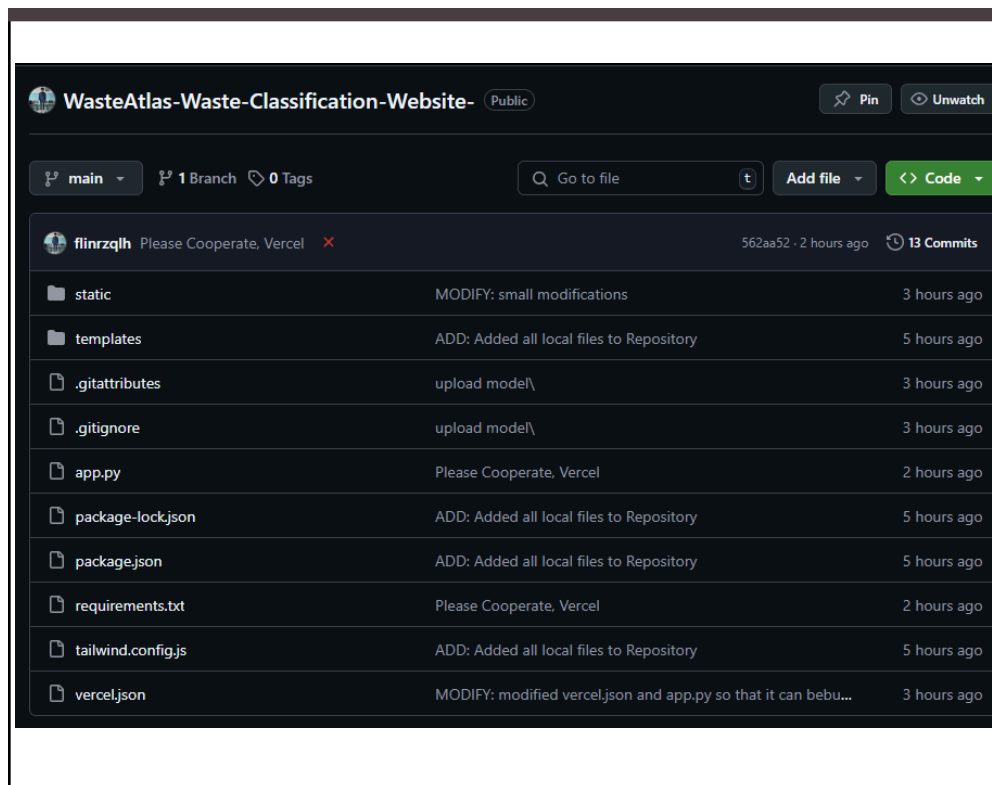 WasteAtlas-Waste-Classification-Website- Public Pin Unwatch
main 1 Branch 0 Tags Go to file t Add file Code
flinrzqlh Please Cooperate, Vercel 562aa52 · 2 hours ago 13 Commits
static MODIFY: small modifications 3 hours ago
templates ADD: Added all local files to Repository 5 hours ago
.gitattributes upload model\ 3 hours ago
.gitignore upload model\ 3 hours ago
app.py Please Cooperate, Vercel 2 hours ago
package-lock.json ADD: Added all local files to Repository 5 hours ago
package.json ADD: Added all local files to Repository 5 hours ago
requirements.txt Please Cooperate, Vercel 2 hours ago
tailwind.config.js ADD: Added all local files to Repository 5 hours ago
vercel.json MODIFY: modified vercel.json and app.py so that it can bebu... 3 hours ago